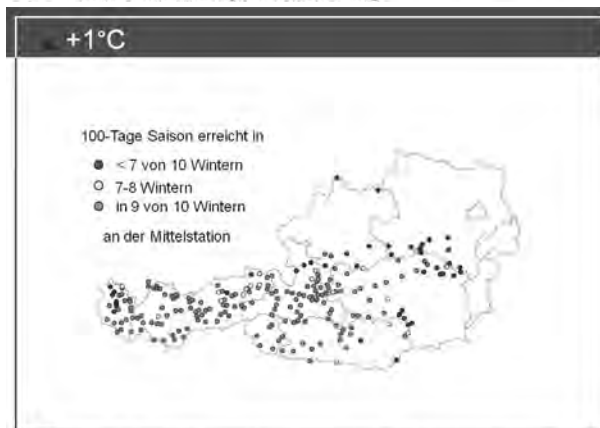 +1°C
100-Tage Saison erreicht in
< 7 von 10 Wintern
7-8 Wintern
in 9 von 10 Wintern
an der Mittelstation